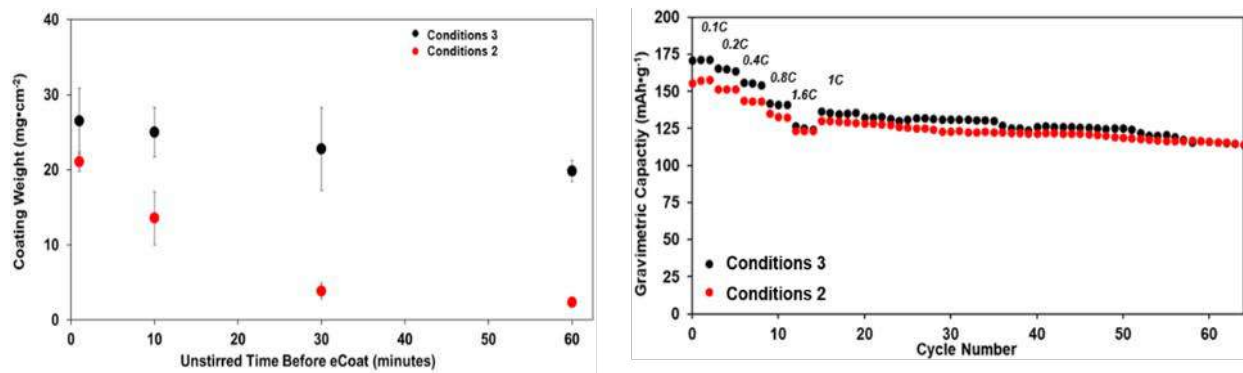 40
30
20
10
0
Coating Weight (mg•cm-2)
Conditions 3
Conditions 2
0 10 20 30 40 50 60
Unstirred Time Before eCoat (minutes)
200
175
150
125
100
75
50
25
0
Gravimetric Capactiy (mAh•g-1)
0.1C
0.2C
0.4C
0.8C
1.6C
1C
Conditions 3
Conditions 2
0 10 20 30 40 50 60
Cycle Number